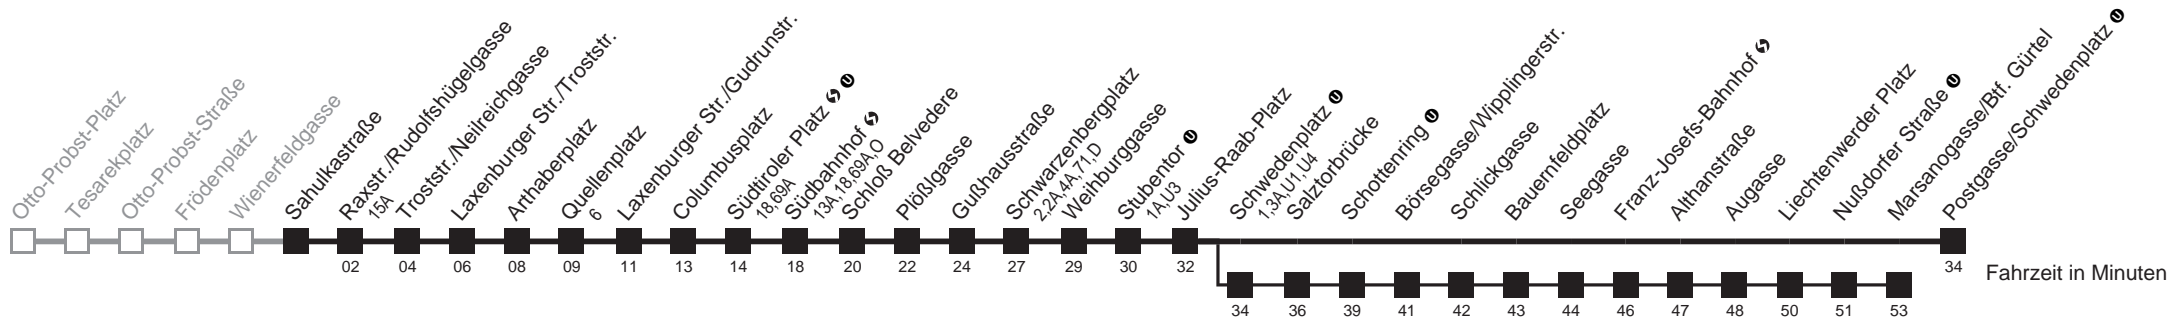 Otto-Probst-Platz
Tesarekplatz
Otto-Probst-Straße
Frödenplatz
Wienerfeldgasse
Sahulkastraße
Raxstr./Rudolfshügelgasse
15A
Troststr./Neilreichgasse
Laxenburger Str./Troststr.
Arthaberplatz
Quellenplatz
6
Laxenburger Str./Gudrunstr.
Columbusplatz
Südtiroler Platz S U
18,69A
Südbahnhof S
13A,18,69A,O
Schloß Belvedere
Plößlgasse
Gußhausstraße
Schwarzenbergplatz
2,2A,4A,71,D
Weihburggasse
Stubentor U
1A,U3
Julius-Raab-Platz
Schwedenplatz U
1,3A,U1,U4
Salztorbrücke
Schottenring U
Börsegasse/Wipplingerstr.
Schlickgasse
Bauernfeldplatz
Seegasse
Franz-Josefs-Bahnhof S
Althanstraße
Augasse
Liechtenwerder Platz
Nußdorfer Straße U
Marsanogasse/Btf. Gürtel
Postgasse/Schwedenplatz U
02 04 06 08 09 11 13 14 18 20 22 24 27 29 30 32 34
Fahrzeit in Minuten
34 36 39 41 42 43 44 46 47 48 50 51 53